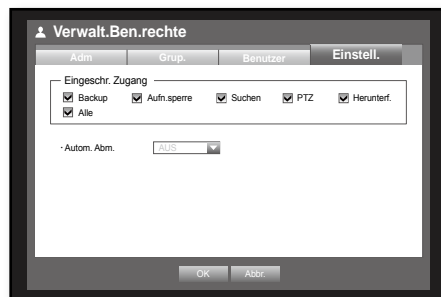 Verwalt.Ben.rechte
Adm Grup. Benutzer Einstell.
Eingeschr. Zugang
Backup Aufn.sperre Suchen PTZ Herunterf.
Alle
· Autom. Abm. AUS
OK Abbr.